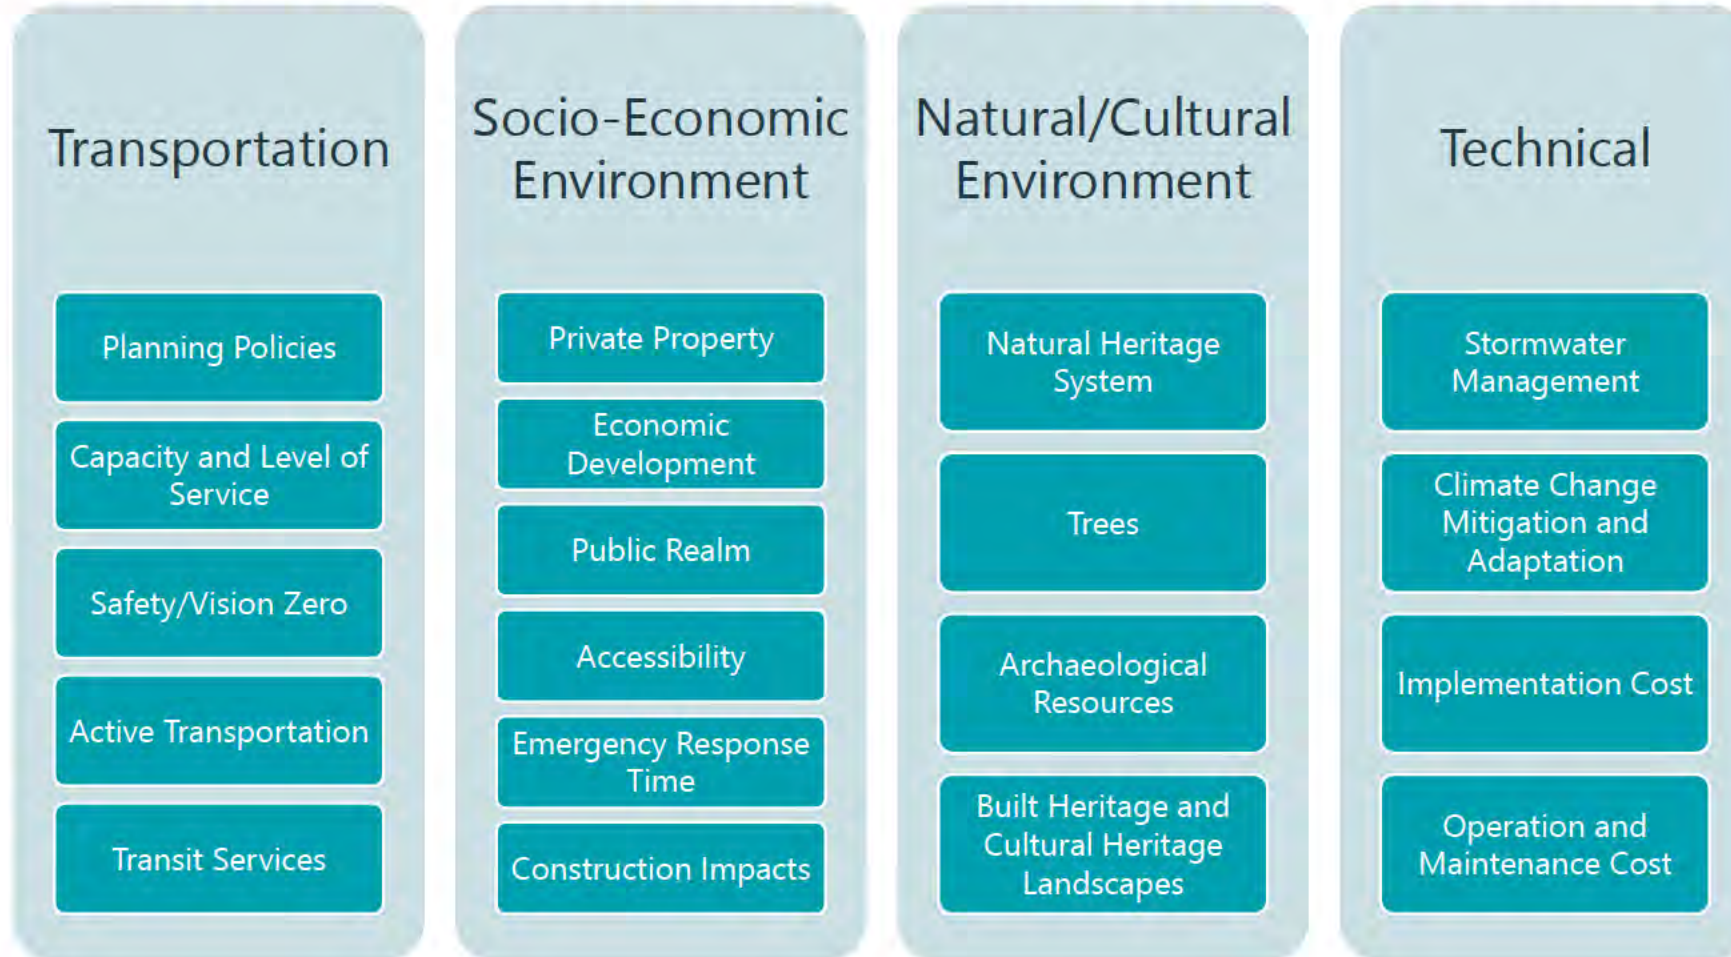 Transportation
Planning Policies
Capacity and Level of
Service
Safety/Vision Zero
Active Transportation
Transit Services
Socio-Economic
Environment
Private Property
Economic
Development
Public Realm
Accessibility
Emergency Response
Time
Construction Impacts
Natural/Cultural
Environment
Natural Heritage
System
Trees
Archaeological
Resources
Built Heritage and
Cultural Heritage
Landscapes
Technical
Stormwater
Management
Climate Change
Mitigation and
Adaptation
Implementation Cost
Operation and
Maintenance Cost